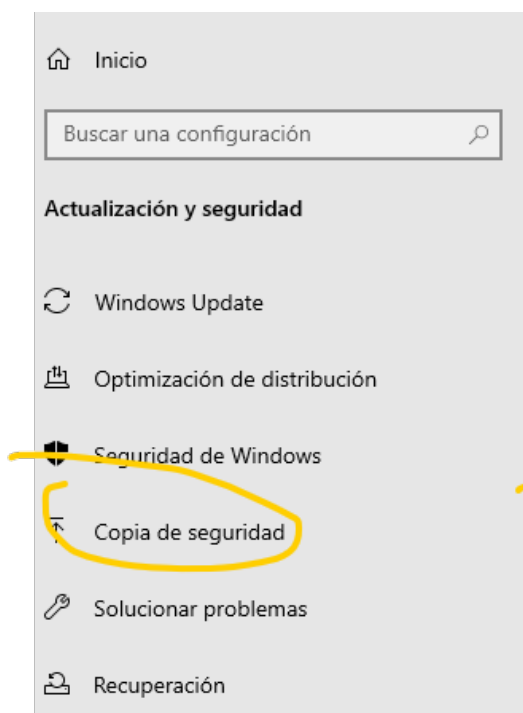 Inicio
Buscar una configuración
Actualización y seguridad
Windows Update
Optimización de distribución
Seguridad de Windows
Copia de seguridad
Solucionar problemas
Recuperación